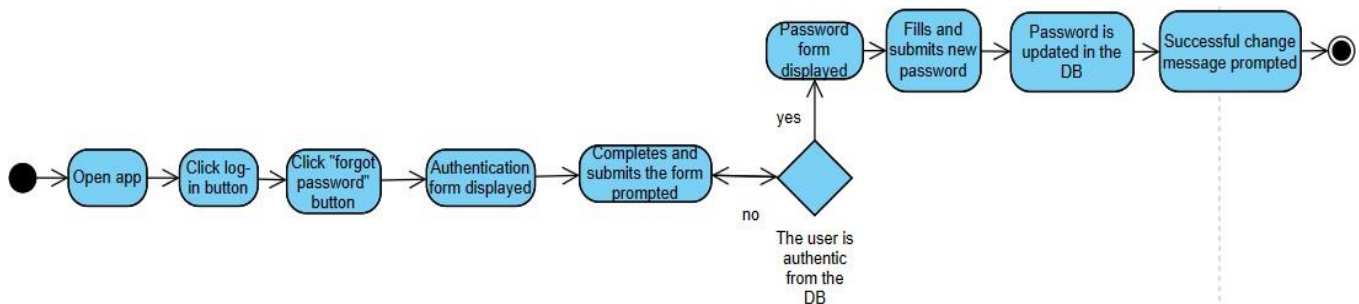 Open app
Click log-
in button
Click "forgot
password"
button
Authentication
form displayed
Completes and
submits the form
prompted
no
The user is
authentic
from the
DB
yes
Password
form
displayed
Fills and
submits new
password
Password is
updated in the
DB
Successful change
message prompted